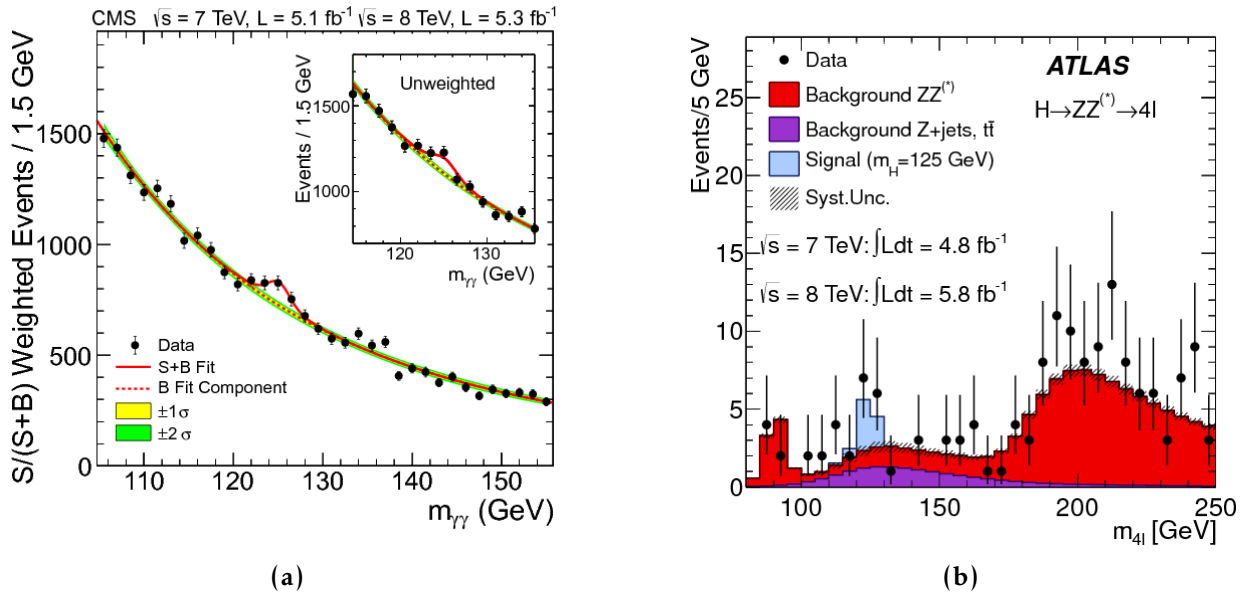 CMS √s = 7 TeV, L = 5.1 fb⁻¹ √s = 8 TeV, L = 5.3 fb⁻¹
S/(S+B) Weighted Events / 1.5 GeV
1500
1000
500
0
110 120 130 140 150
m_γγ (GeV)
Unweighted
Events / 1.5 GeV
1500
1000
120 130
m_γγ (GeV)
Data
S+B Fit
B Fit Component
±1σ
±2 σ
(a)
Events/5 GeV
25
20
15
10
5
0
100 150 200 250
m_4l [GeV]
Data
Background ZZ^(*)
Background Z+jets, tt̄
Signal (m_H=125 GeV)
Syst.Unc.
ATLAS
H→ZZ^(*)→4l
√s = 7 TeV: ∫Ldt = 4.8 fb⁻¹
√s = 8 TeV: ∫Ldt = 5.8 fb⁻¹
(b)